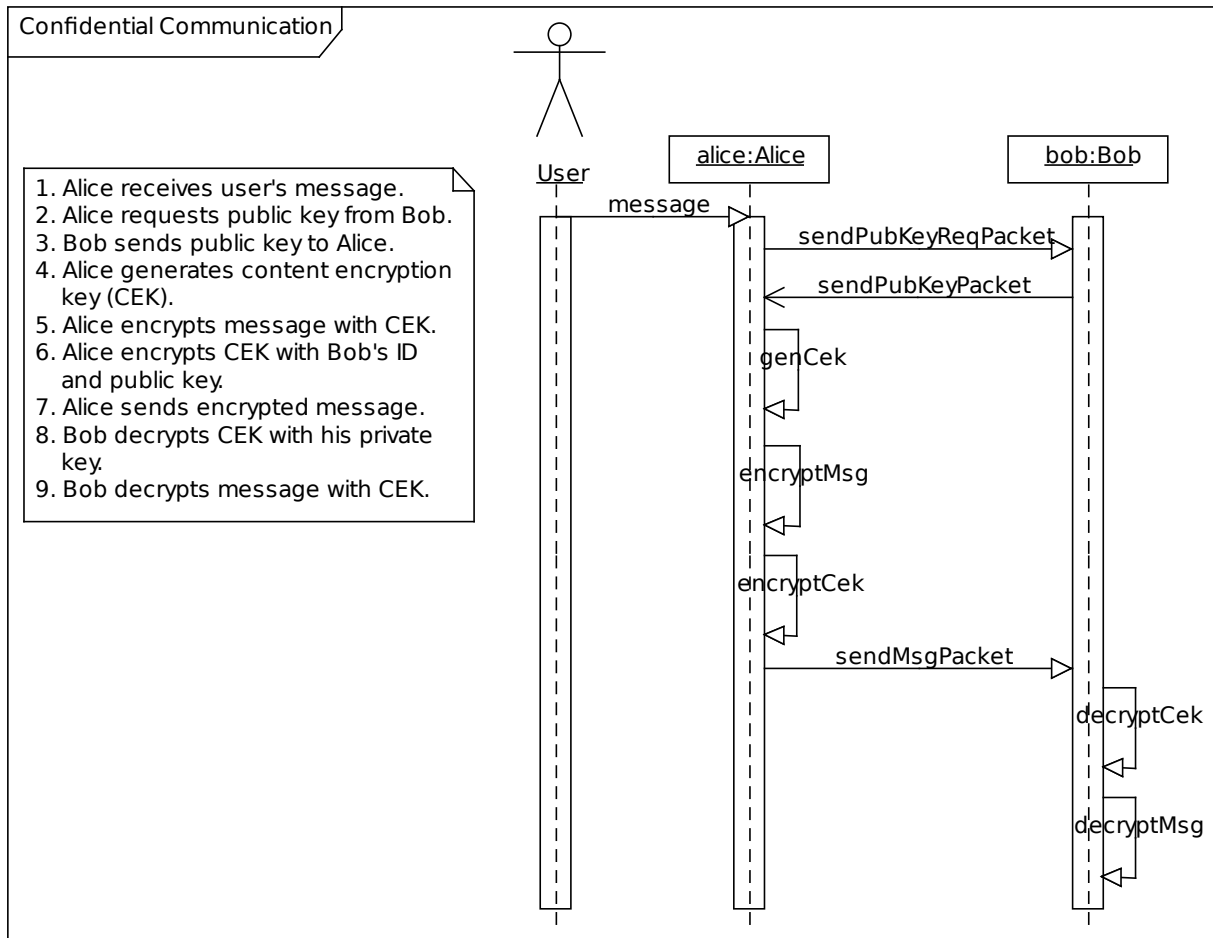 Confidential Communication
User
alice:Alice
bob:Bob
1. Alice receives user's message.
2. Alice requests public key from Bob.
3. Bob sends public key to Alice.
4. Alice generates content encryption
key (CEK).
5. Alice encrypts message with CEK.
6. Alice encrypts CEK with Bob's ID
and public key.
7. Alice sends encrypted message.
8. Bob decrypts CEK with his private
key.
9. Bob decrypts message with CEK.
message
sendPubKeyReqPacket
sendPubKeyPacket
genCek
encryptMsg
encryptCek
sendMsgPacket
decryptCek
decryptMsg